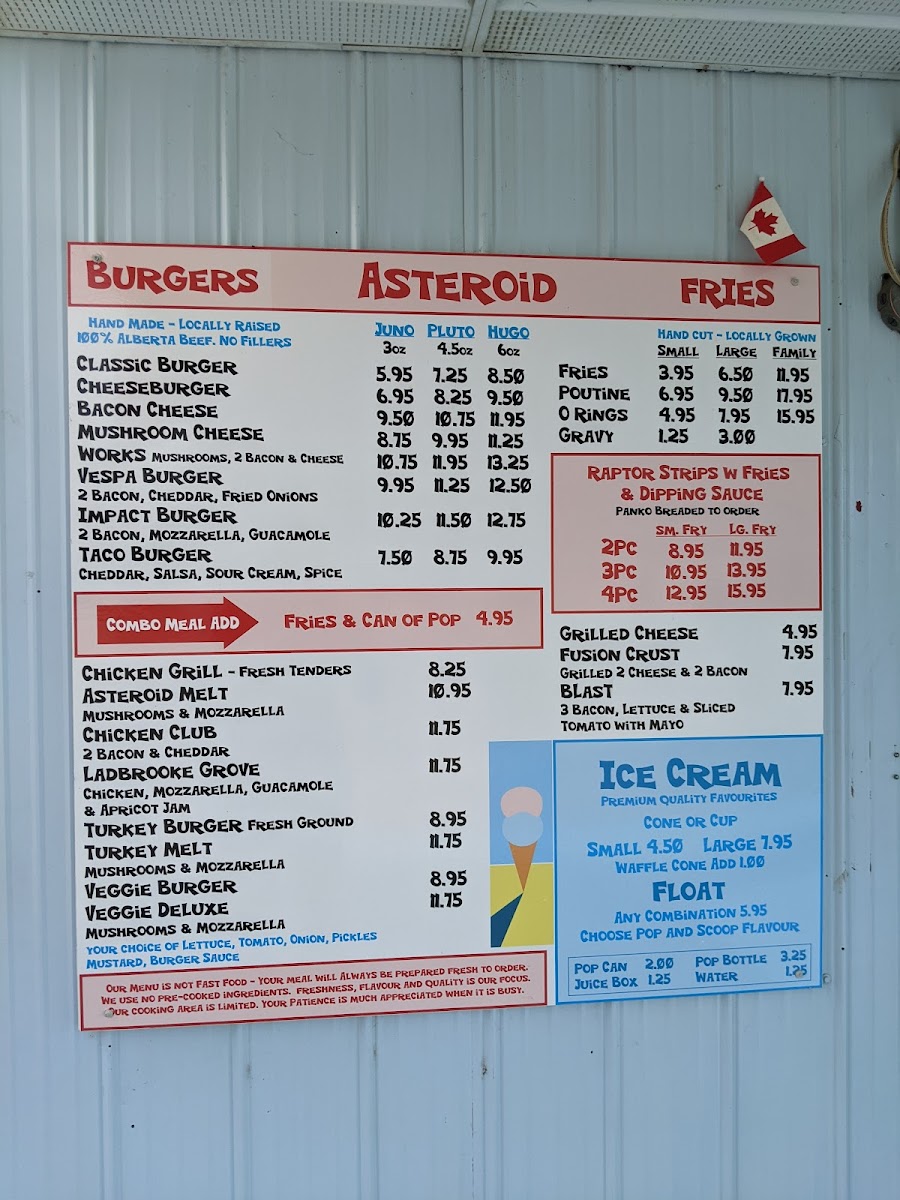 Burgers Asteroid Fries
Hand Made - Locally Raised
100% Alberta Beef. No Fillers
Juno Pluto Hugo
3oz 4.5oz 6oz
Classic Burger 5.95 7.25 8.50
Cheeseburger 6.95 8.25 9.50
Bacon Cheese 9.50 10.75 11.95
Mushroom Cheese 8.75 9.95 11.25
Works Mushrooms, 2 Bacon & Cheese 10.75 11.95 13.25
Vespa Burger 9.95 11.25 12.50
2 Bacon, Cheddar, Fried Onions
Impact Burger 10.25 11.50 12.75
2 Bacon, Mozzarella, Guacamole
Taco Burger 7.50 8.75 9.95
Cheddar, Salsa, Sour Cream, Spice
Combo Meal Add Fries & Can of Pop 4.95
Chicken Grill - Fresh Tenders 8.25
Asteroid Melt 10.95
Mushrooms & Mozzarella
Chicken Club 11.75
2 Bacon & Cheddar
Ladbrooke Grove 11.75
Chicken, Mozzarella, Guacamole
& Apricot Jam
Turkey Burger Fresh Ground 8.95
Turkey Melt 11.75
Mushrooms & Mozzarella
Veggie Burger 8.95
Veggie Deluxe 11.75
Mushrooms & Mozzarella
your choice of Lettuce, Tomato, Onion, Pickles
Mustard, Burger Sauce
Our Menu is not Fast Food - your meal will always be prepared fresh to order.
We use no pre-cooked ingredients. Freshness, flavour and quality is our focus.
Our cooking area is limited. Your patience is much appreciated when it is busy.
Hand cut - Locally Grown
Small Large Family
Fries 3.95 6.50 11.95
Poutine 6.95 9.50 17.95
O Rings 4.95 7.95 15.95
Gravy 1.25 3.00
Raptor Strips w Fries
& Dipping Sauce
Panko Breaded to order
Sm. Fry Lg. Fry
2pc 8.95 11.95
3pc 10.95 13.95
4pc 12.95 15.95
Grilled Cheese 4.95
Fusion Crust 7.95
Grilled 2 Cheese & 2 Bacon
Blast 7.95
3 Bacon, Lettuce & Sliced
Tomato with Mayo
Ice Cream
Premium Quality Favourites
Cone or Cup
Small 4.50 Large 7.95
Waffle Cone Add 1.00
Float
Any Combination 5.95
Choose Pop and Scoop Flavour
Pop Can 2.00 Pop Bottle 3.25
Juice Box 1.25 Water 1.25